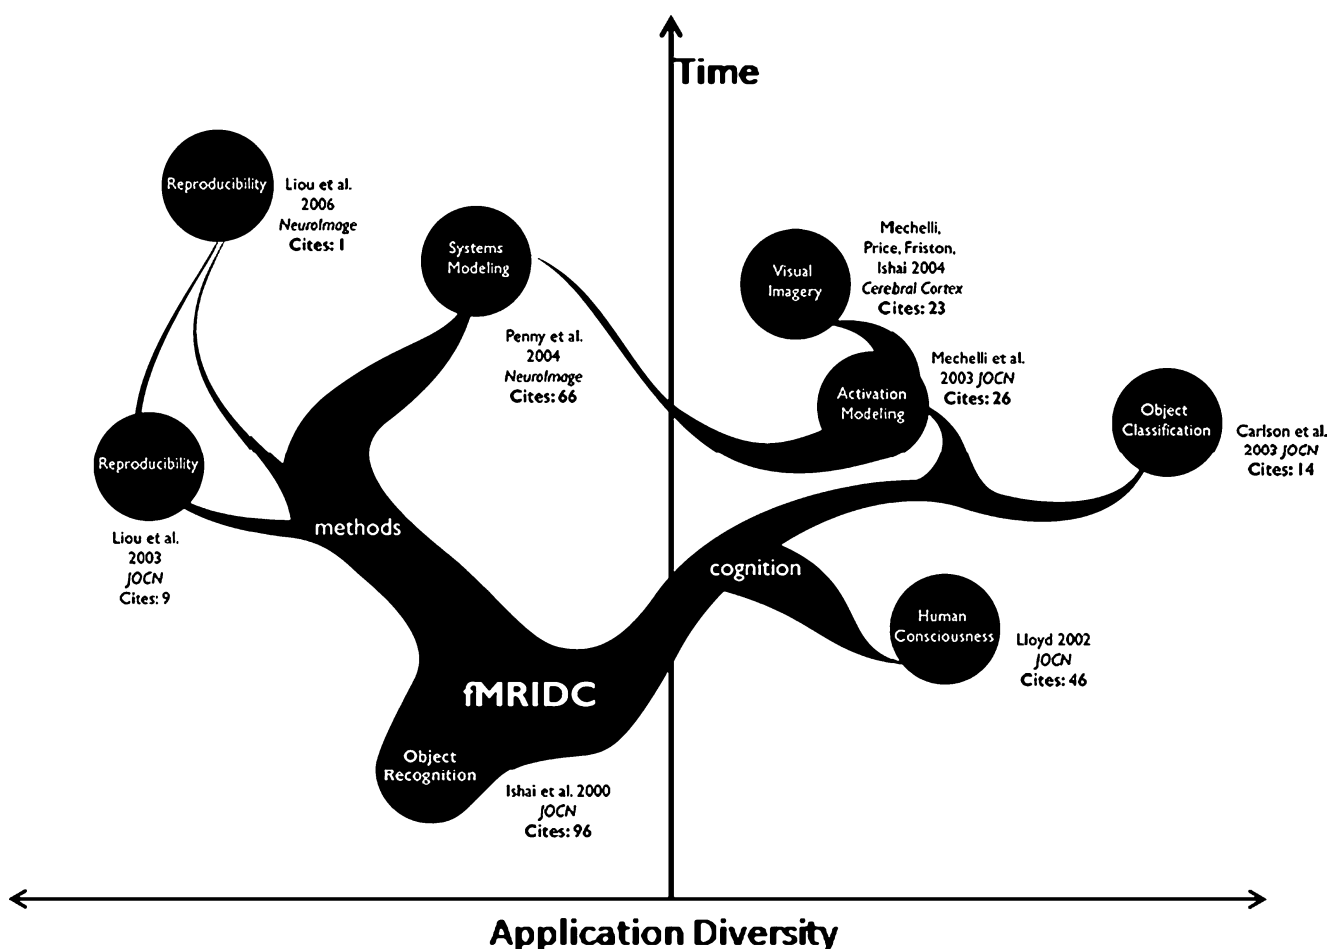 Time
Reproducibility
Liou et al.
2006
NeuroImage
Cites: 1
Systems
Modeling
Penny et al.
2004
NeuroImage
Cites: 66
Visual
Imagery
Mechelli,
Price, Friston,
Ishai 2004
Cerebral Cortex
Cites: 23
Activation
Modeling
Mechelli et al.
2003 JOCN
Cites: 26
Object
Classification
Carlson et al.
2003 JOCN
Cites: 14
Reproducibility
Liou et al.
2003
JOCN
Cites: 9
methods
cognition
Human
Consciousness
Lloyd 2002
JOCN
Cites: 46
fMRIDC
Object
Recognition
Ishai et al. 2000
JOCN
Cites: 96
Application Diversity